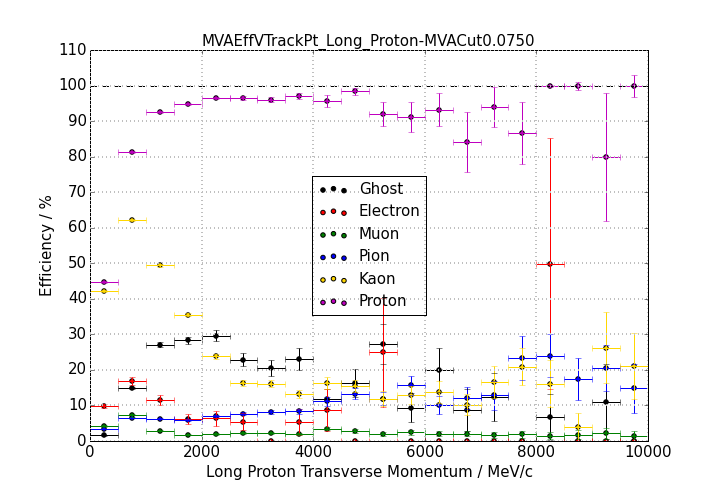 MVAEffVTrackPt_Long_Proton-MVACut0.0750
110
100
90
80
70
60
50
40
30
20
10
0
Efficiency / %
Ghost
Electron
Muon
Pion
Kaon
Proton
0 2000 4000 6000 8000 10000
Long Proton Transverse Momentum / MeV/c